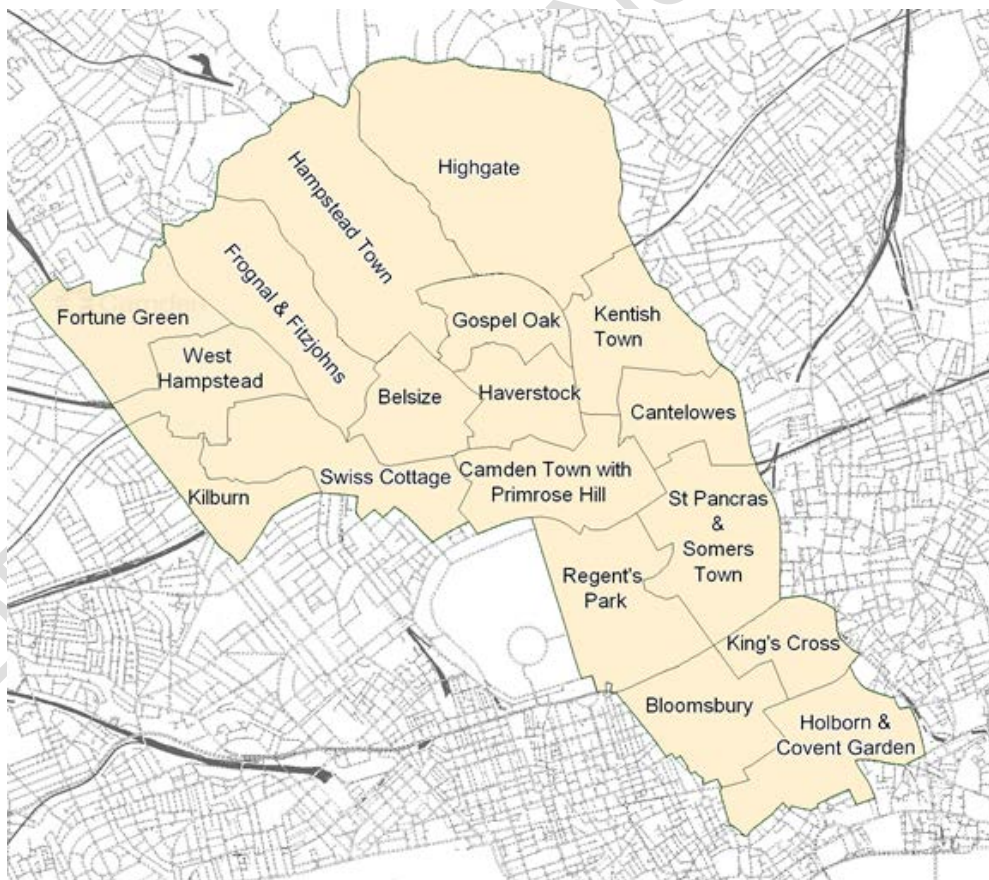 Highgate
Hampstead Town
Frognal & Fitzjohns
Fortune Green
Gospel Oak
Kentish
Town
West
Hampstead
Belsize
Haverstock
Cantelowes
Swiss Cottage
Camden Town with
Primrose Hill
Kilburn
St Pancras
&
Somers
Town
Regent's
Park
King's Cross
Bloomsbury
Holborn &
Covent Garden